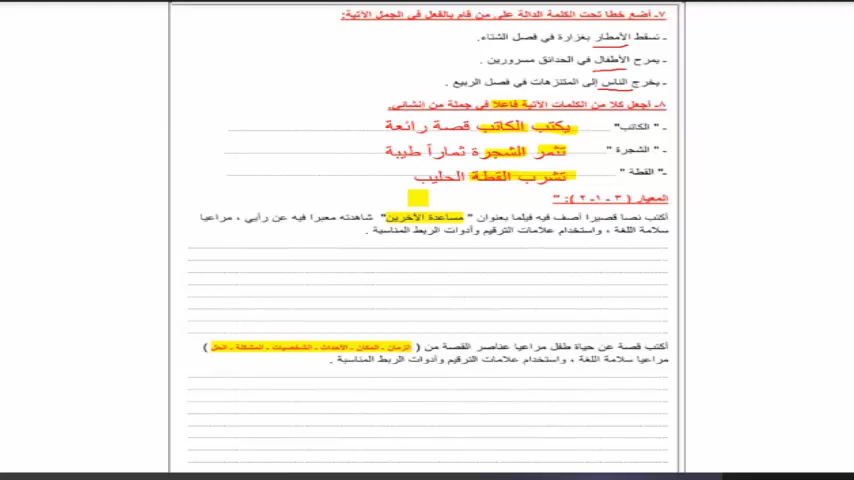 ٧- أضع خطا تحت الكلمة الدالة على من قام بالفعل في الجمل الآتية:
- تسقط الأمطار بغزارة في فصل الشتاء.
- يمرح الأطفال في الحدائق مسرورين .
- يخرج الناس إلى المتنزهات في فصل الربيع .
٨- أجعل كلا من الكلمات الآتية فاعلا في جملة من إنشائي.
- "الكاتب" يكتب الكاتب قصة رائعة
- "الشجرة " تثمر الشجرة ثماراً طيبة
-" القطة " تشرب القطة الحليب
المعيار ( ٣ -١- ٢ ): "
أكتب نصا قصيرا أصف فيه فيلما بعنوان " مساعدة الآخرين" شاهدته معبرا فيه عن رأيي ، مراعيا
سلامة اللغة ، واستخدام علامات الترقيم وأدوات الربط المناسبة .
أكتب قصة عن حياة طفل مراعيا عناصر القصة من ( الزمان - المكان - الأحداث - الشخصيات - المشكلة - الحل )
مراعيا سلامة اللغة ، واستخدام علامات الترقيم وأدوات الربط المناسبة .